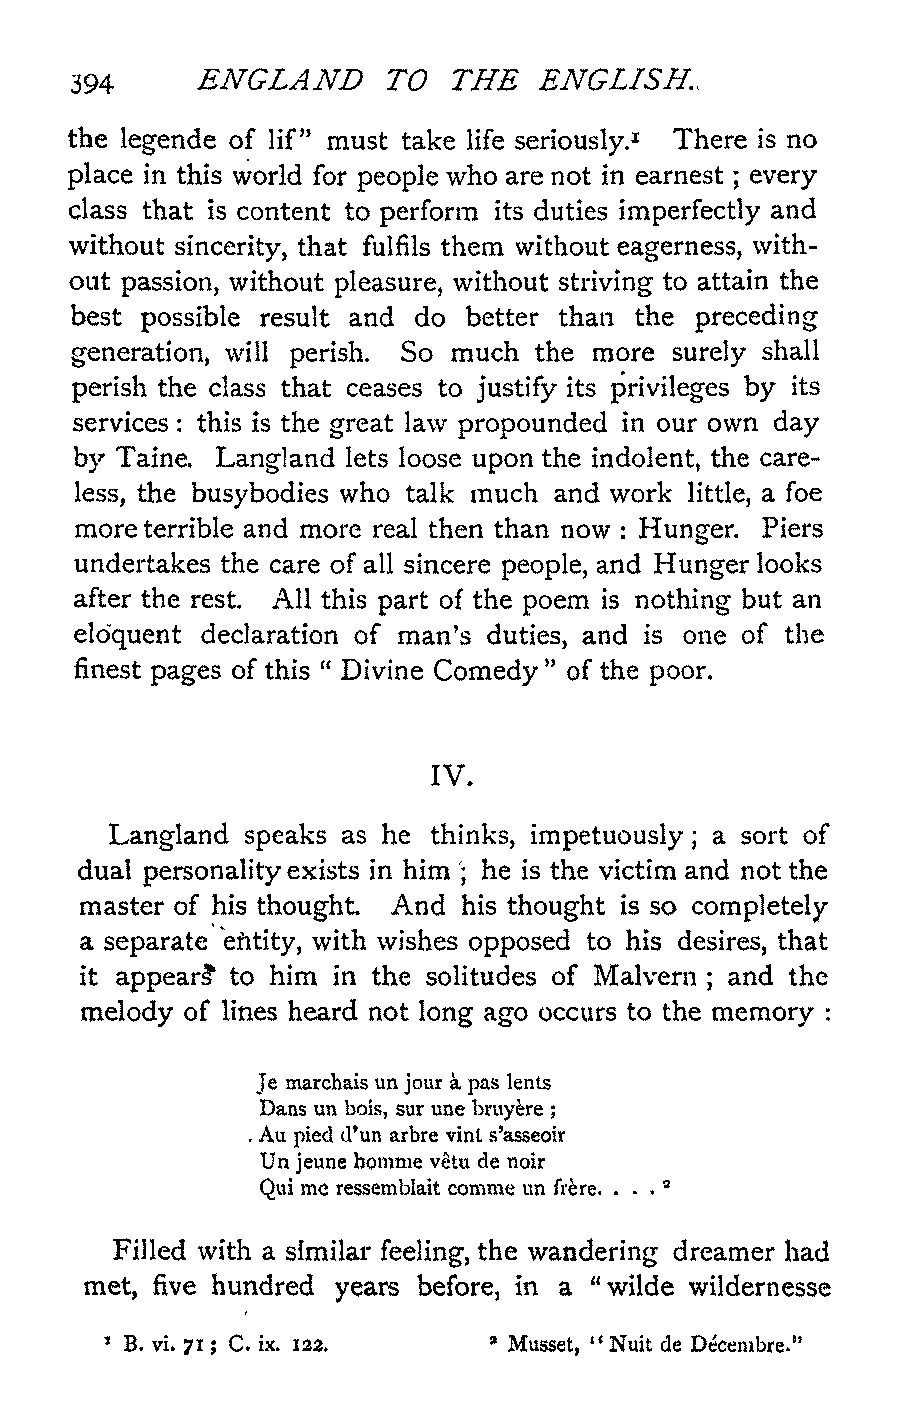 394 ENGLAND TO THE ENGLISH.
the legende of lif" must take life seriously.¹ There is no
place in this world for people who are not in earnest ; every
class that is content to perform its duties imperfectly and
without sincerity, that fulfils them without eagerness, with-
out passion, without pleasure, without striving to attain the
best possible result and do better than the preceding
generation, will perish. So much the more surely shall
perish the class that ceases to justify its privileges by its
services : this is the great law propounded in our own day
by Taine. Langland lets loose upon the indolent, the care-
less, the busybodies who talk much and work little, a foe
more terrible and more real then than now : Hunger. Piers
undertakes the care of all sincere people, and Hunger looks
after the rest. All this part of the poem is nothing but an
eloquent declaration of man's duties, and is one of the
finest pages of this " Divine Comedy " of the poor.
IV.
Langland speaks as he thinks, impetuously ; a sort of
dual personality exists in him ; he is the victim and not the
master of his thought. And his thought is so completely
a separate entity, with wishes opposed to his desires, that
it appears to him in the solitudes of Malvern ; and the
melody of lines heard not long ago occurs to the memory :
Je marchais un jour à pas lents
Dans un bois, sur une bruyère ;
Au pied d'un arbre vint s'asseoir
Un jeune homme vêtu de noir
Qui me ressemblait comme un frère. . . . ²
Filled with a similar feeling, the wandering dreamer had
met, five hundred years before, in a " wilde wildernesse
¹ B. vi. 71 ; C. ix. 122. ² Musset, " Nuit de Décembre."